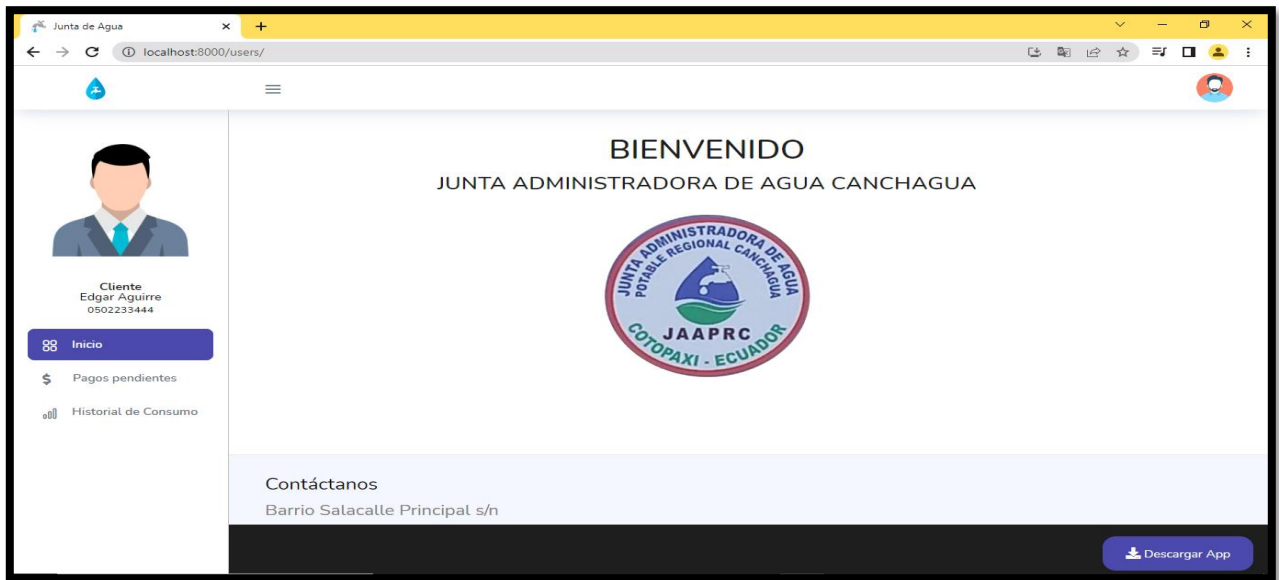 Junta de Agua
localhost:8000/users/
Cliente
Edgar Aguirre
0502233444
Inicio
Pagos pendientes
Historial de Consumo
BIENVENIDO
JUNTA ADMINISTRADORA DE AGUA CANCHAGUA
JUNTA ADMINISTRADORA DE AGUA
POTABLE REGIONAL CANCHAGUA
JAAPRC
COTOPAXI - ECUADOR
Contáctanos
Barrio Salacalle Principal s/n
Descargar App